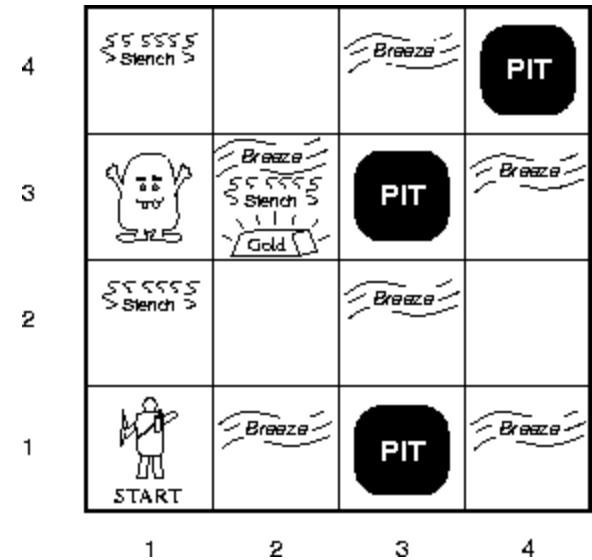 4
Stench
Breeze
PIT
3
Breeze
Stench
Gold
PIT
Breeze
2
Stench
Breeze
1
START
Breeze
PIT
Breeze
1 2 3 4